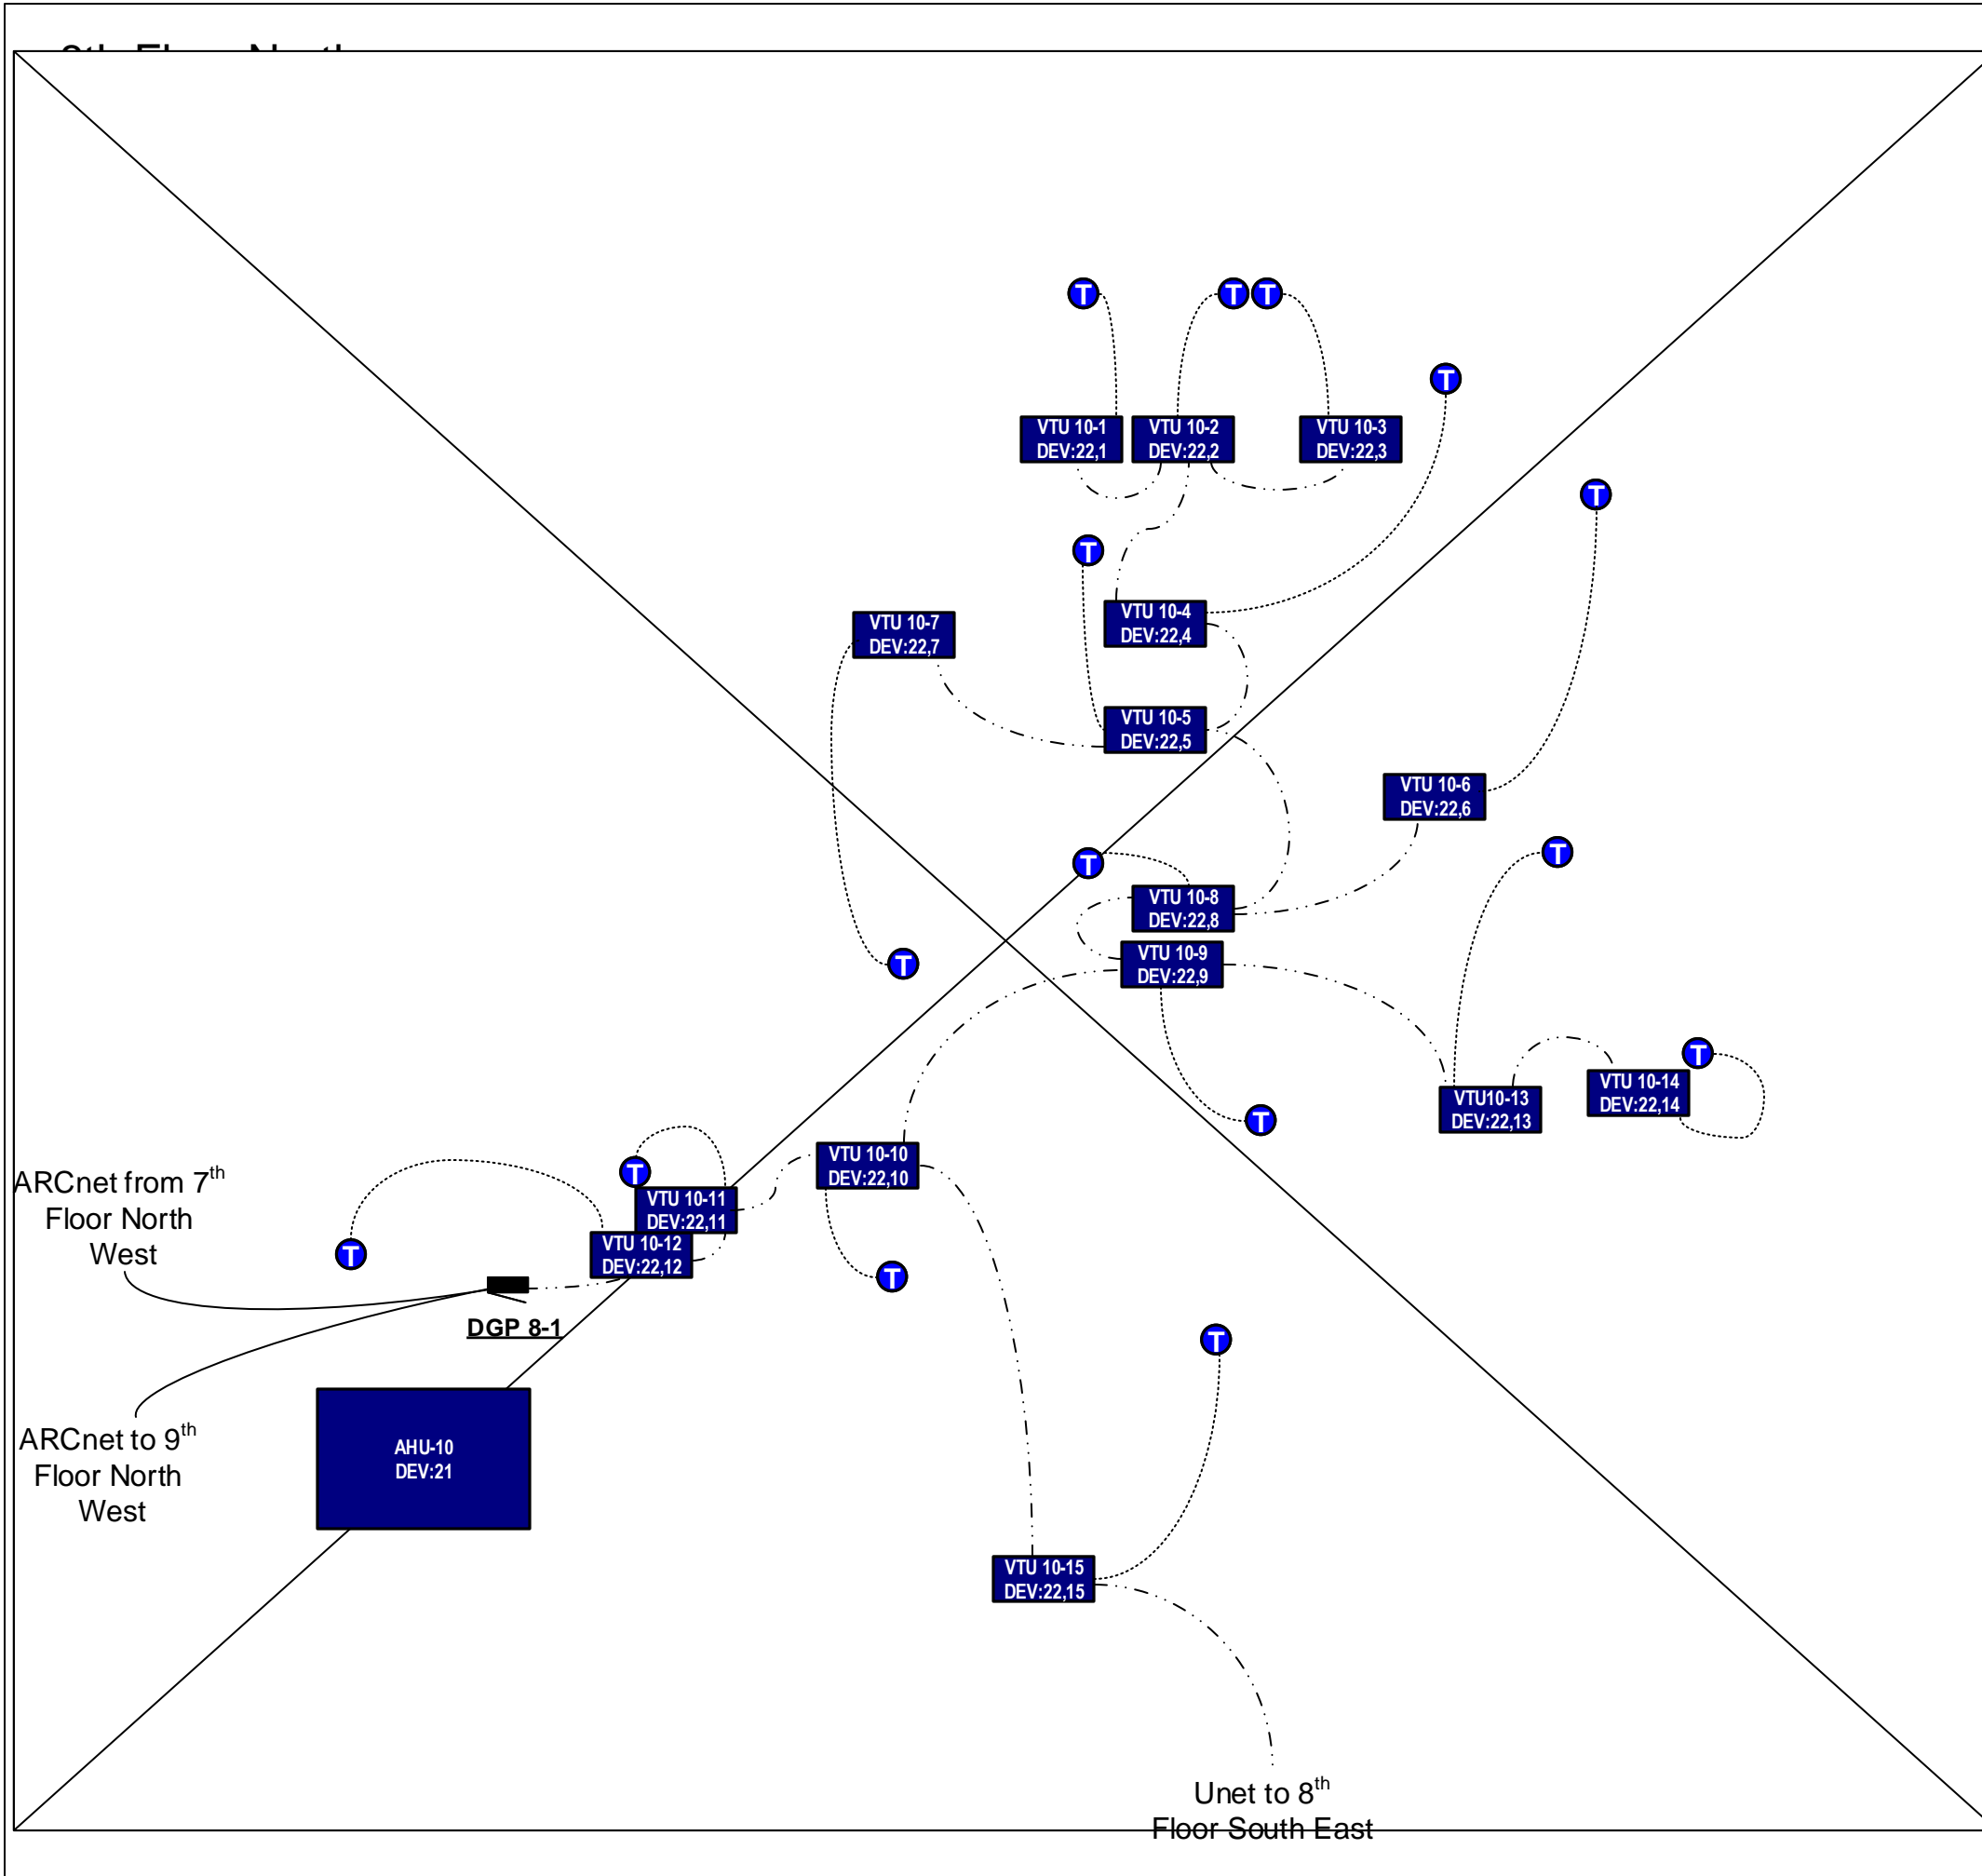 T
T
T
T
VTU 10-1
DEV:22,1
VTU 10-2
DEV:22,2
VTU 10-3
DEV:22,3
T
T
VTU 10-4
DEV:22,4
VTU 10-7
DEV:22,7
VTU 10-5
DEV:22,5
VTU 10-6
DEV:22,6
T
T
VTU 10-8
DEV:22,8
VTU 10-9
DEV:22,9
T
T
VTU 10-14
DEV:22,14
VTU10-13
DEV:22,13
T
VTU 10-10
DEV:22,10
T
VTU 10-11
DEV:22,11
VTU 10-12
DEV:22,12
T
T
ARCnet from 7th
Floor North
West
DGP 8-1
T
ARCnet to 9th
Floor North
West
AHU-10
DEV:21
VTU 10-15
DEV:22,15
Unet to 8th
Floor South East